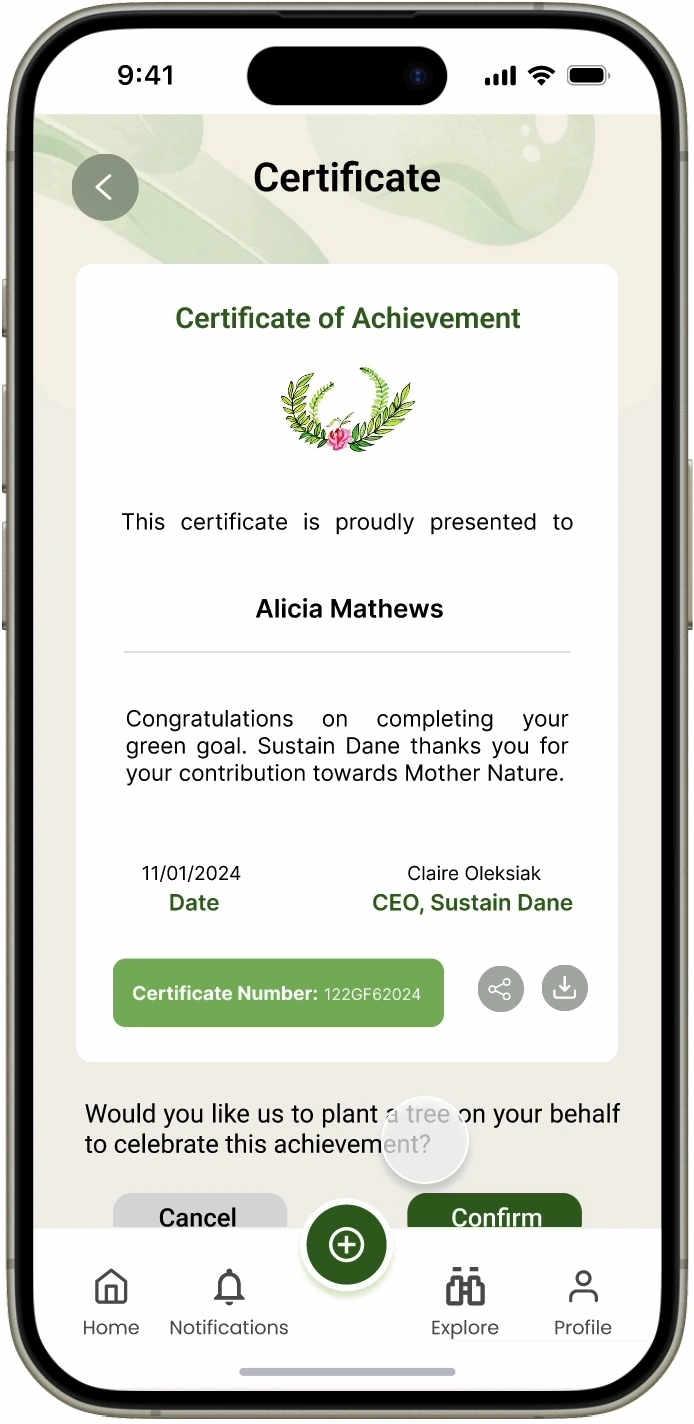 9:41
Certificate
Certificate of Achievement
This certificate is proudly presented to
Alicia Mathews
Congratulations on completing your
green goal. Sustain Dane thanks you for
your contribution towards Mother Nature.
11/01/2024
Date
Claire Oleksiak
CEO, Sustain Dane
Certificate Number: 122GF62024
Would you like us to plant a tree on your behalf
to celebrate this achievement?
Cancel
Confirm
Home
Notifications
Explore
Profile